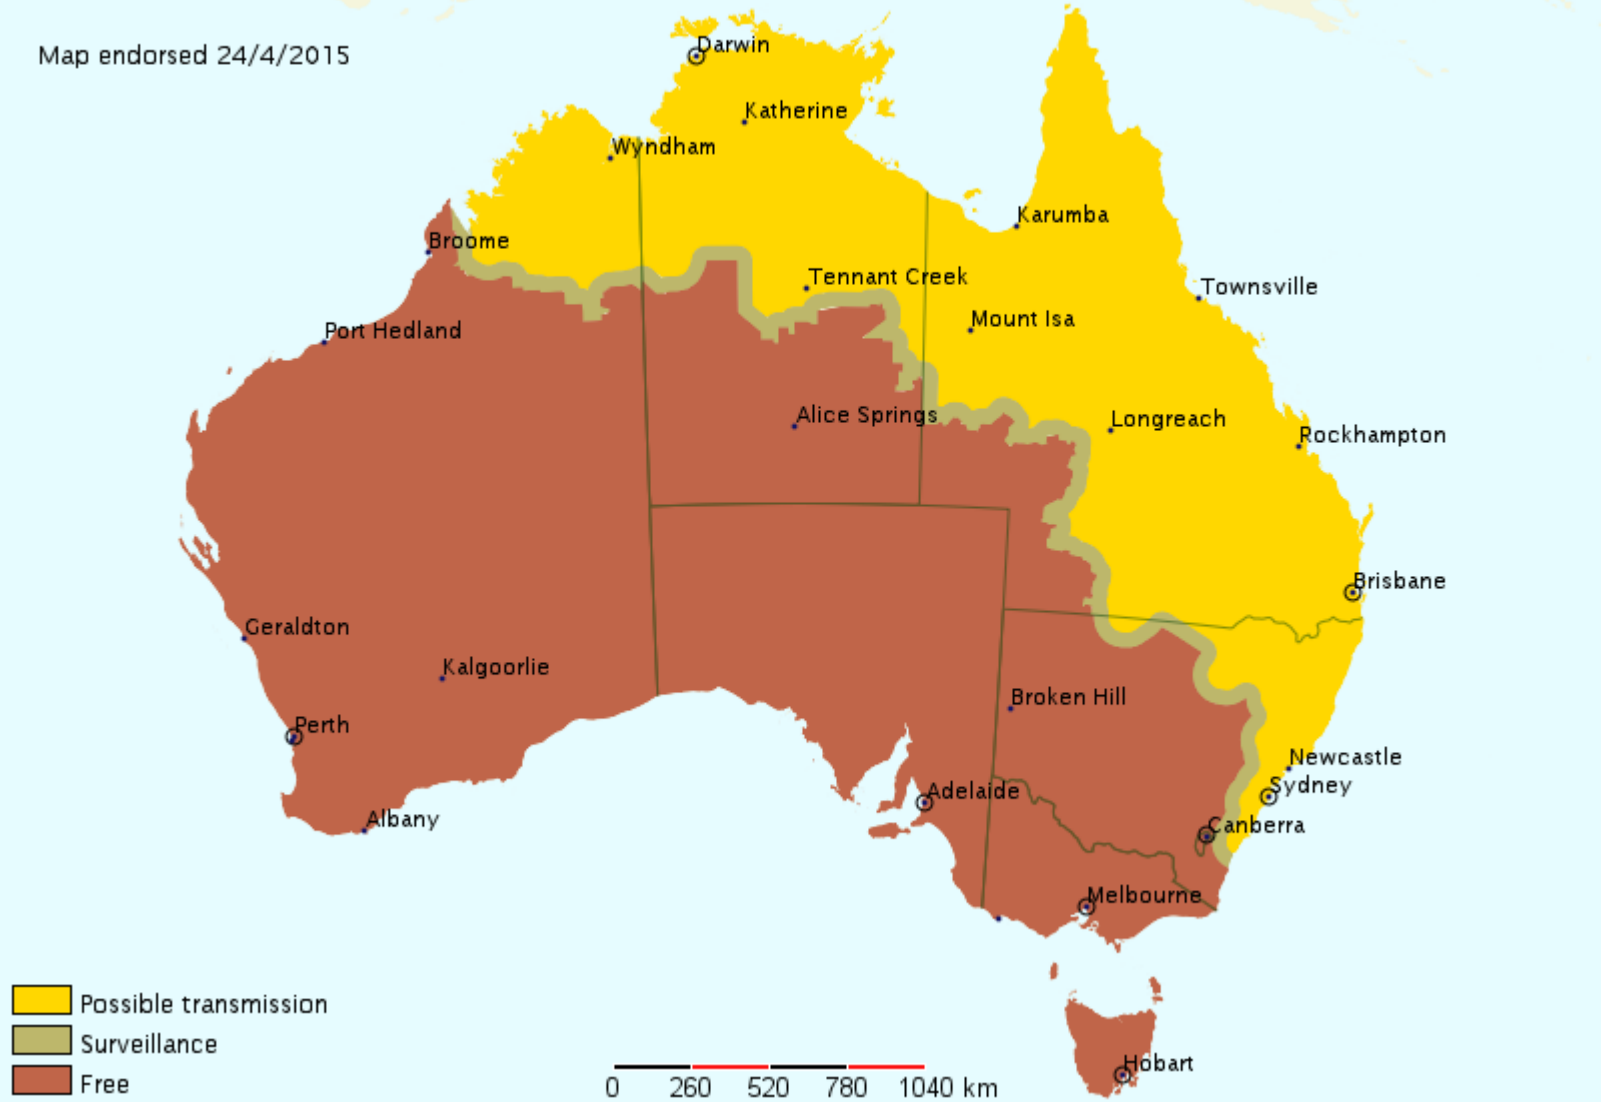 Darwin
Map endorsed 24/4/2015
Katherine
Wyndham
Karumba
Broome
Tennant Creek
Townsville
Mount Isa
Port Hedland
Alice Springs
Longreach
Rockhampton
Brisbane
Geraldton
Kalgoorlie
Broken Hill
Perth
Newcastle
Sydney
Adelaide
Albany
Canberra
Melbourne
Possible transmission
Surveillance
Hobart
Free
0 260 520 780 1040 km